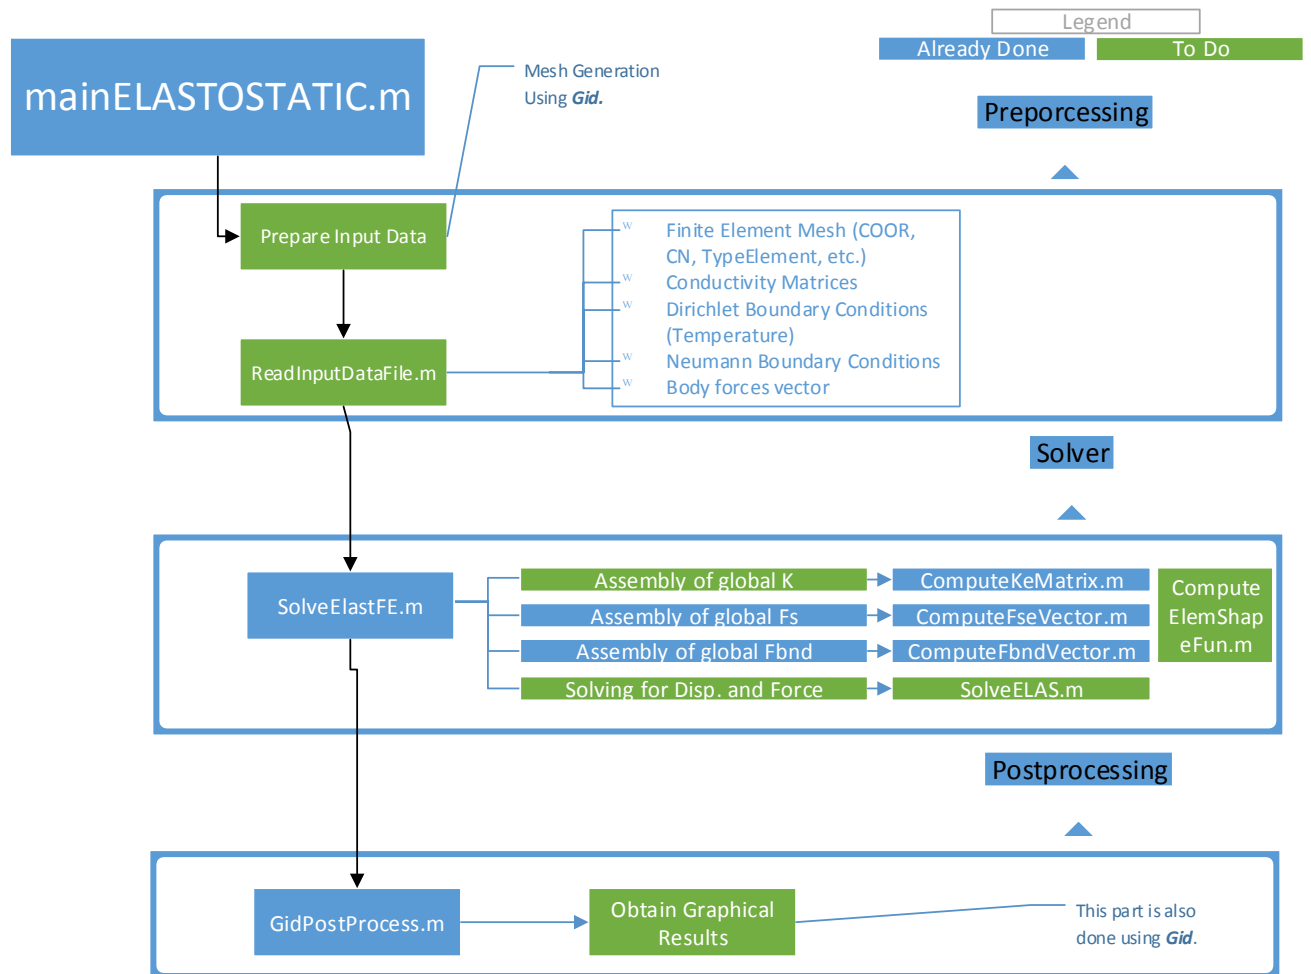 Legend
Already Done
To Do
mainELASTOSTATIC.m
Mesh Generation
Using Gid.
Preporcessing
Prepare Input Data
ReadInputDataFile.m
w Finite Element Mesh (COOR,
CN, TypeElement, etc.)
w Conductivity Matrices
w Dirichlet Boundary Conditions
(Temperature)
w Neumann Boundary Conditions
w Body forces vector
Solver
SolveElastFE.m
Assembly of global K
ComputeKeMatrix.m
Assembly of global Fs
ComputeFseVector.m
Assembly of global Fbnd
ComputeFbndVector.m
Solving for Disp. and Force
SolveELAS.m
Compute
ElemShap
eFun.m
Postprocessing
GidPostProcess.m
Obtain Graphical
Results
This part is also
done using Gid.